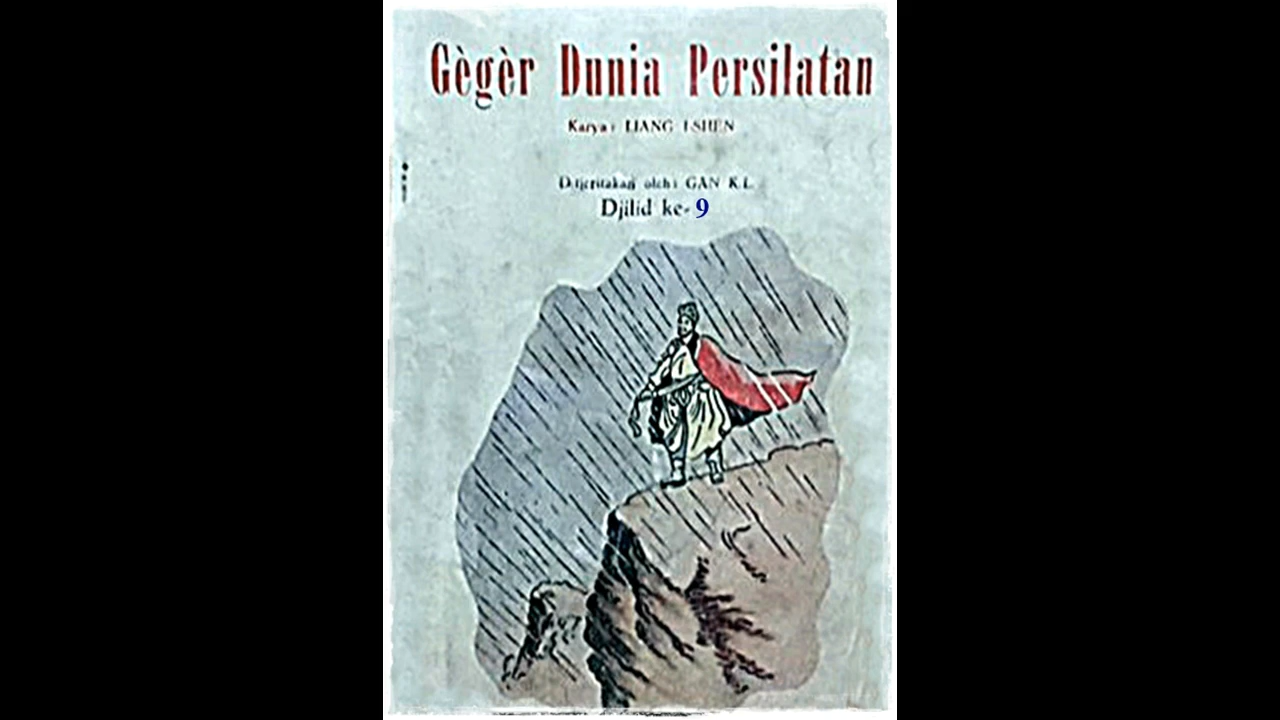 Gègèr Dunia Persilatan
Karya: LIANG I-SHEN
Ditjeritakan oleh: GAN K.L.
Djilid ke-9